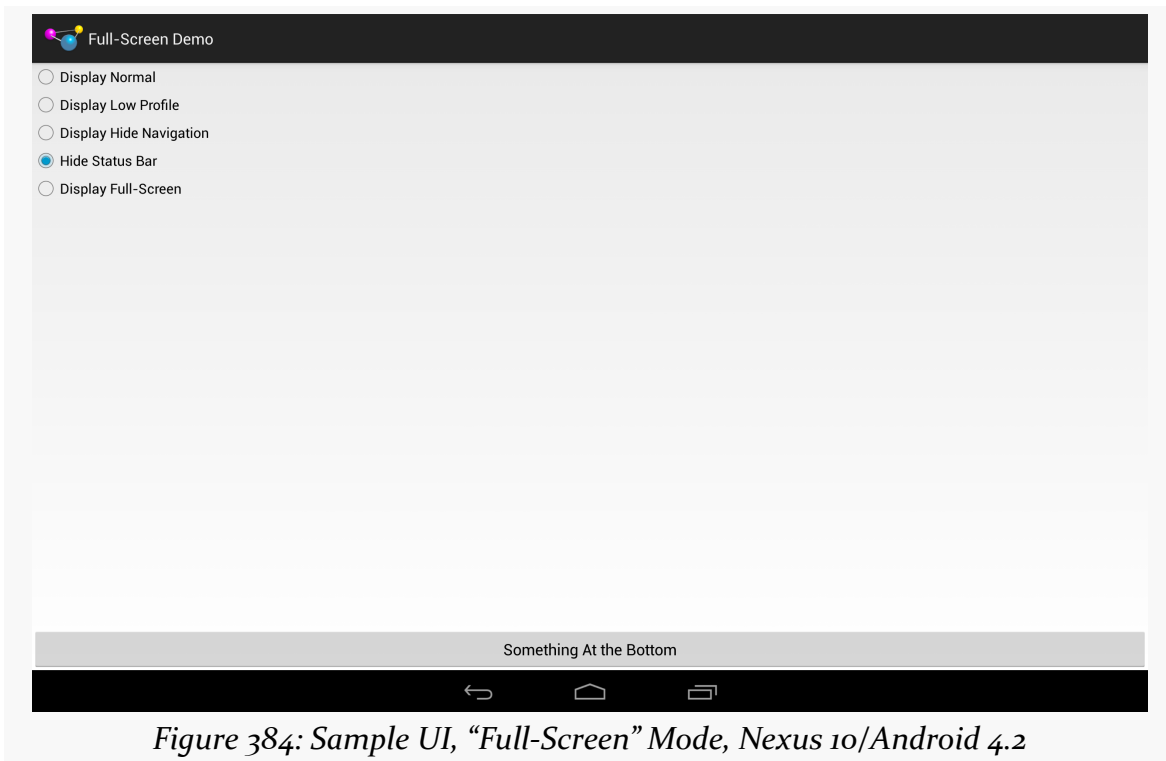 Full-Screen Demo
Display Normal
Display Low Profile
Display Hide Navigation
Hide Status Bar
Display Full-Screen
Something At the Bottom
Figure 384: Sample UI, “Full-Screen” Mode, Nexus 10/Android 4.2